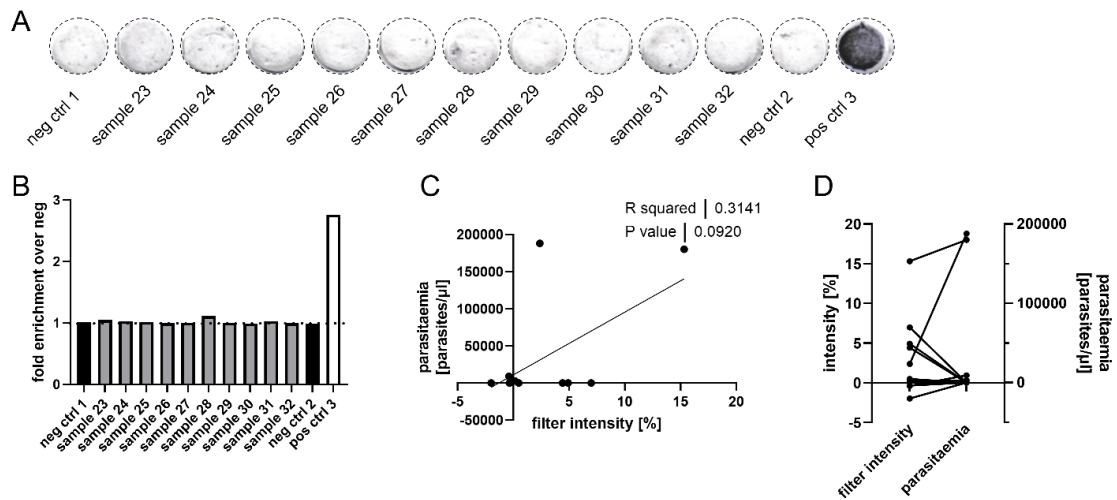 A
neg ctrl 1
sample 23
sample 24
sample 25
sample 26
sample 27
sample 28
sample 29
sample 30
sample 31
sample 32
neg ctrl 2
pos ctrl 3
B
fold enrichment over neg
3
2
1
0
neg ctrl 1
sample 23
sample 24
sample 25
sample 26
sample 27
sample 28
sample 29
sample 30
sample 31
sample 32
neg ctrl 2
pos ctrl 3
C
R squared 0.3141
P value 0.0920
parasitaemia
[parasites/µl]
200000
150000
100000
50000
-50000
-5
5
10
15
20
filter intensity [%]
D
intensity [%]
20
15
10
5
0
-5
200000
100000
0
parasitaemia
[parasites/µl]
filter intensity
parasitaemia